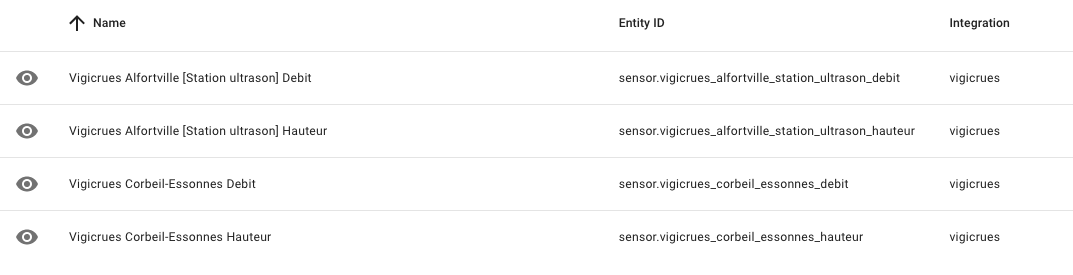 Name Entity ID Integration
Vigicrues Alfortville [Station ultrason] Debit sensor.vigicrues_alfortville_station_ultrason_debit vigicrues
Vigicrues Alfortville [Station ultrason] Hauteur sensor.vigicrues_alfortville_station_ultrason_hauteur vigicrues
Vigicrues Corbeil-Essonnes Debit sensor.vigicrues_corbeil_essonnes_debit vigicrues
Vigicrues Corbeil-Essonnes Hauteur sensor.vigicrues_corbeil_essonnes_hauteur vigicrues